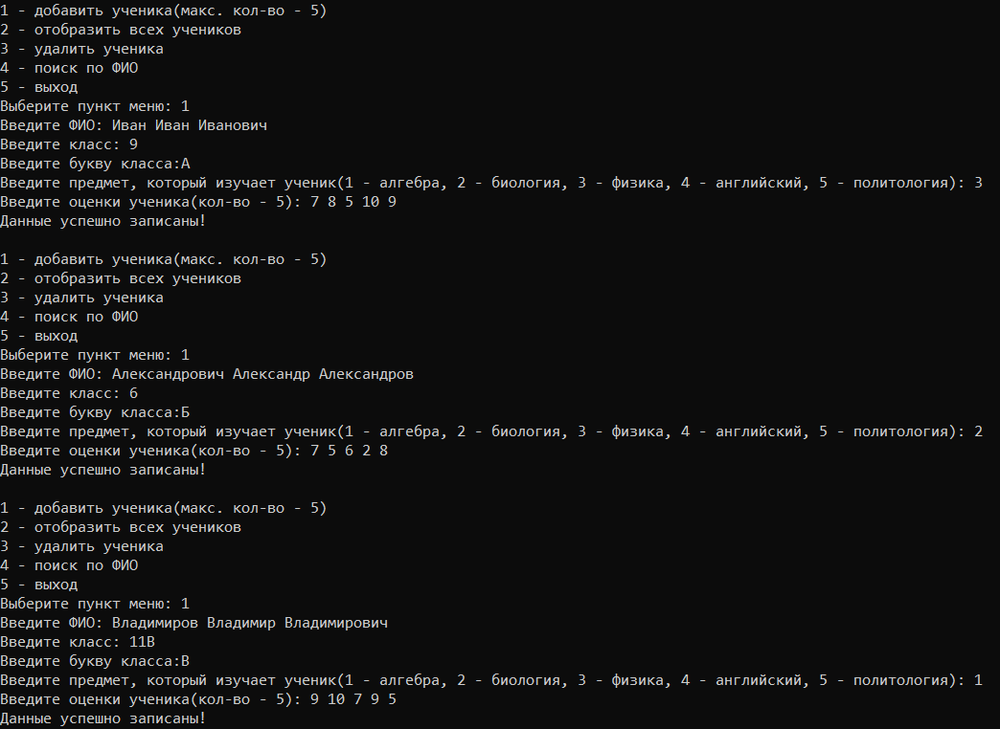 1 - добавить ученика(макс. кол-во - 5)
2 - отобразить всех учеников
3 - удалить ученика
4 - поиск по ФИО
5 - выход
Выберите пункт меню: 1
Введите ФИО: Иван Иван Иванович
Введите класс: 9
Введите букву класса:А
Введите предмет, который изучает ученик(1 - алгебра, 2 - биология, 3 - физика, 4 - английский, 5 - политология): 3
Введите оценки ученика(кол-во - 5): 7 8 5 10 9
Данные успешно записаны!

1 - добавить ученика(макс. кол-во - 5)
2 - отобразить всех учеников
3 - удалить ученика
4 - поиск по ФИО
5 - выход
Выберите пункт меню: 1
Введите ФИО: Александрович Александр Александров
Введите класс: 6
Введите букву класса:Б
Введите предмет, который изучает ученик(1 - алгебра, 2 - биология, 3 - физика, 4 - английский, 5 - политология): 2
Введите оценки ученика(кол-во - 5): 7 5 6 2 8
Данные успешно записаны!

1 - добавить ученика(макс. кол-во - 5)
2 - отобразить всех учеников
3 - удалить ученика
4 - поиск по ФИО
5 - выход
Выберите пункт меню: 1
Введите ФИО: Владимиров Владимир Владимирович
Введите класс: 11В
Введите букву класса:В
Введите предмет, который изучает ученик(1 - алгебра, 2 - биология, 3 - физика, 4 - английский, 5 - политология): 1
Введите оценки ученика(кол-во - 5): 9 10 7 9 5
Данные успешно записаны!